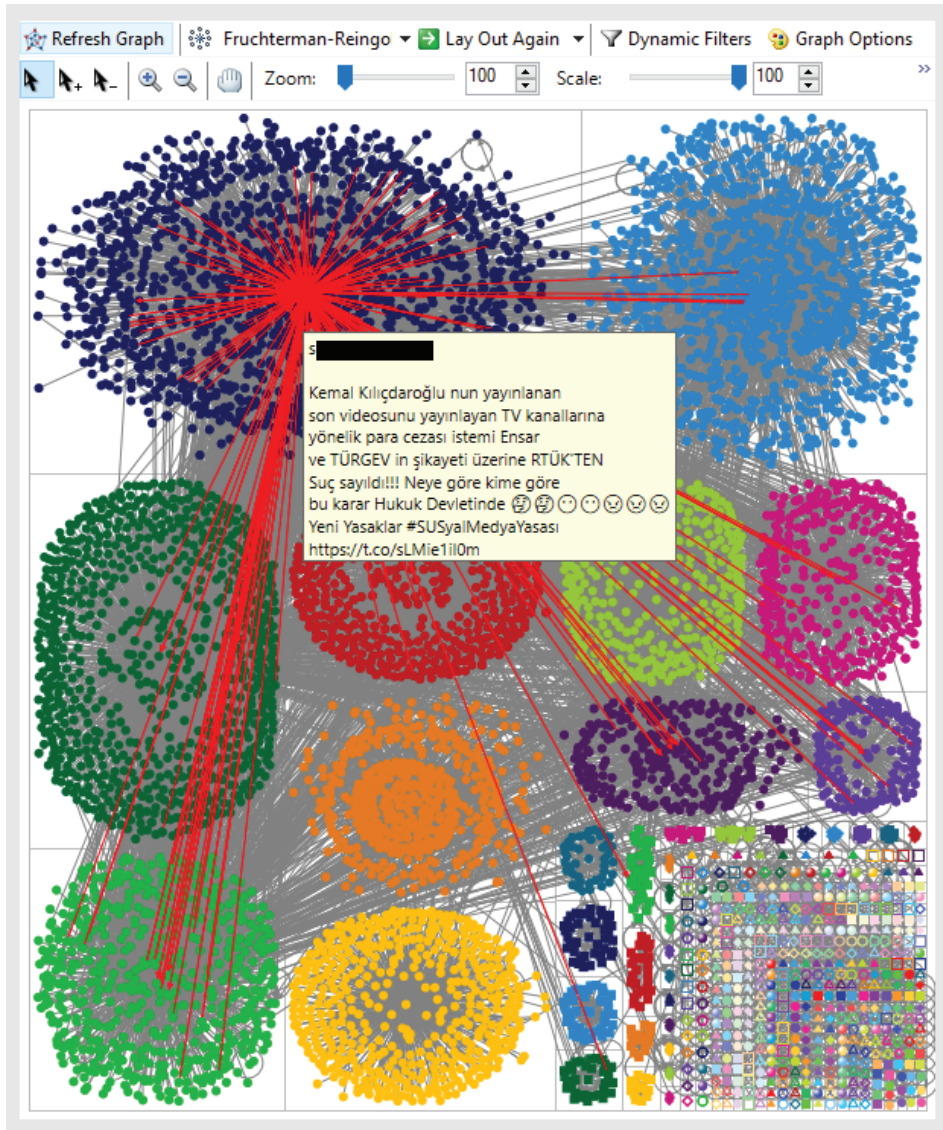 Refresh Graph Fruchterman-Reingo Lay Out Again Dynamic Filters Graph Options
Zoom: 100 Scale: 100 »
s
Kemal Kılıçdaroğlu nun yayınlanan
son videosunu yayınlayan TV kanallarına
yönelik para cezası istemi Ensar
ve TÜRGEV in şikayeti üzerine RTÜK'TEN
Suç sayıldı!!! Neye göre kime göre
bu karar Hukuk Devletinde 🤔🤔😶😶😟😟😟
Yeni Yasaklar #SUSyalMedyaYasası
https://t.co/sLMie1il0m